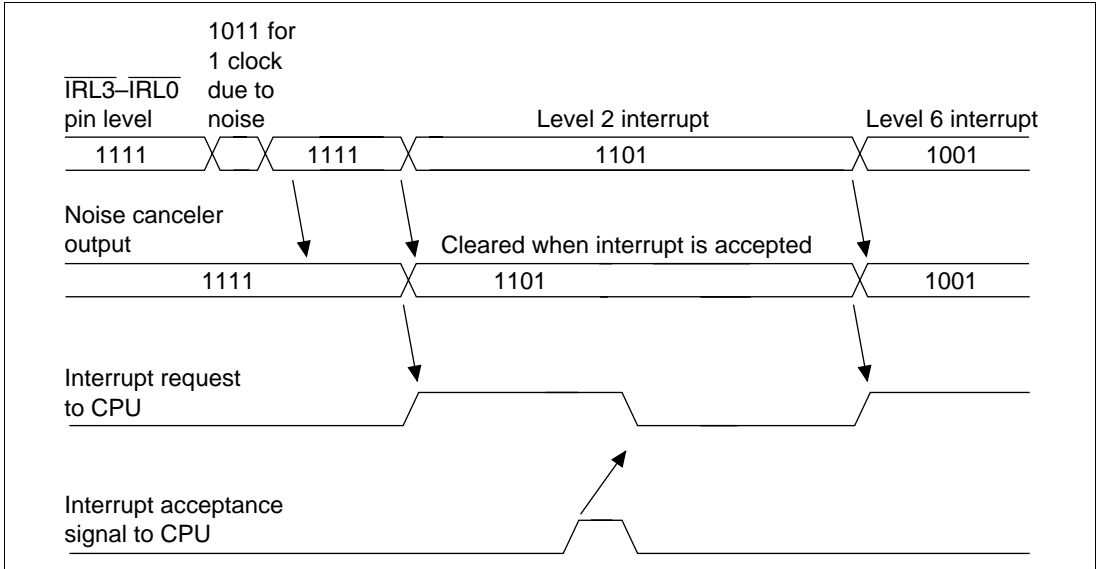 1011 for
1 clock
due to
noise
IRL3–IRL0
pin level
Level 2 interrupt
Level 6 interrupt
1111
1111
1101
1001
Noise canceler
output
Cleared when interrupt is accepted
1111
1101
1001
Interrupt request
to CPU
Interrupt acceptance
signal to CPU